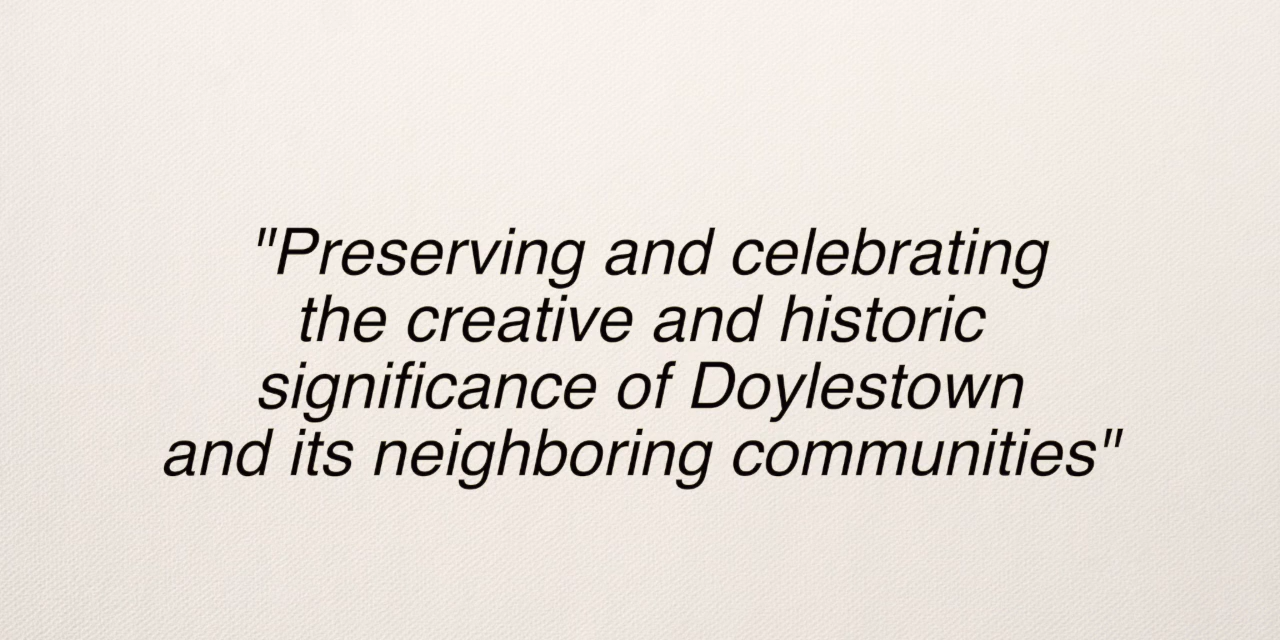 "Preserving and celebrating
the creative and historic
significance of Doylestown
and its neighboring communities"